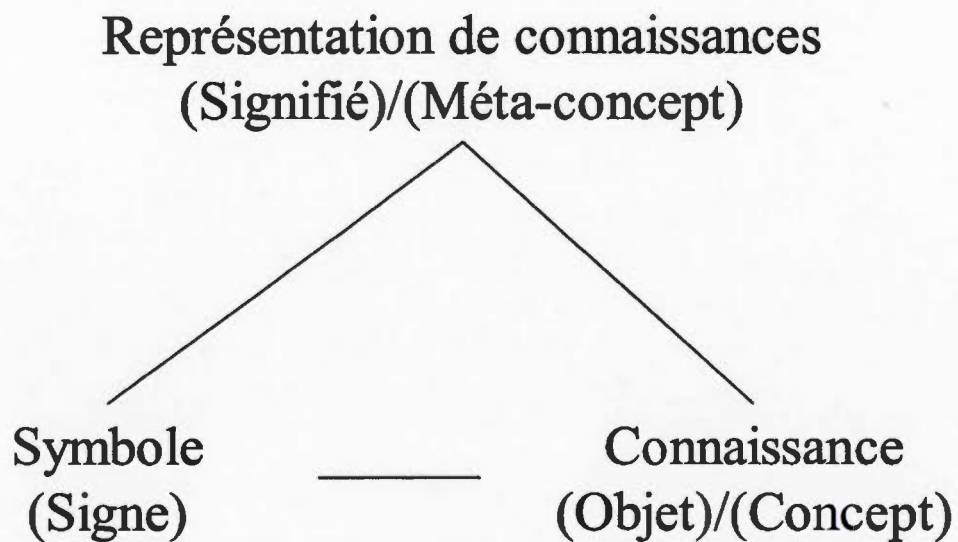 Représentation de connaissances
(Signifié)/(Méta-concept)
Symbole
(Signe)
Connaissance
(Objet)/(Concept)